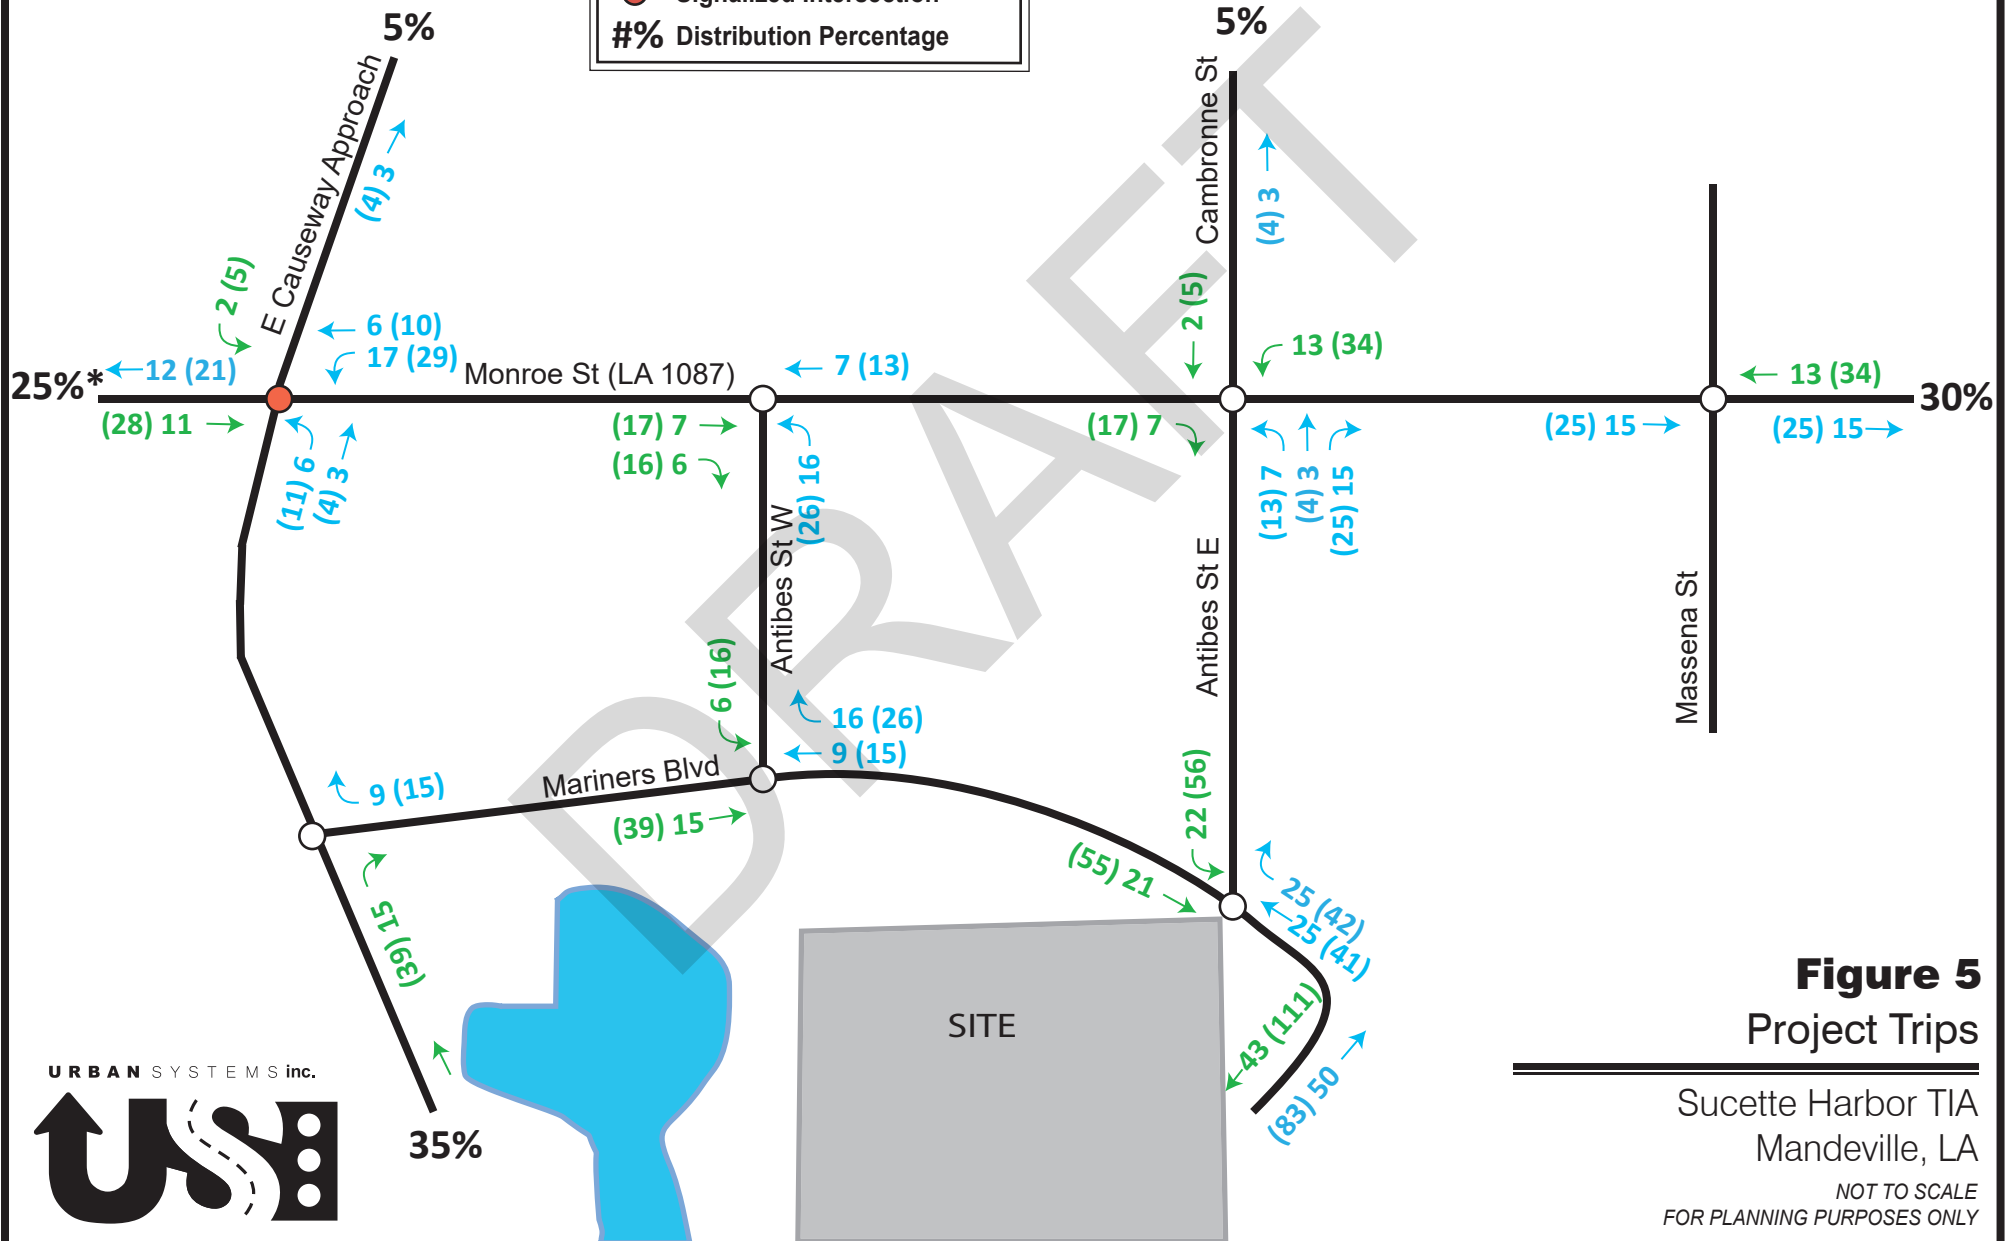 Signalized Intersection
#% Distribution Percentage
5%
5%
E Causeway Approach
(4) 3
Cambronne St
(4) 3
2 (5)
2 (5)
6 (10)
17 (29)
12 (21)
25%*
Monroe St (LA 1087)
7 (13)
13 (34)
13 (34)
30%
(28) 11
(17) 7
(16) 6
(17) 7
(25) 15
(25) 15
(11) 6
(4) 3
(26) 16
Antibes St W
(13) 7
(4) 3
(25) 15
Antibes St E
Massena St
6 (16)
16 (26)
9 (15)
Mariners Blvd
9 (15)
(39) 15
22 (56)
(55) 21
25 (42)
25 (41)
(39) 15
43 (111)
(83) 50
35%
SITE
DRAFT
Figure 5
Project Trips
Sucette Harbor TIA
Mandeville, LA
NOT TO SCALE
FOR PLANNING PURPOSES ONLY
URBAN SYSTEMS inc.
USI